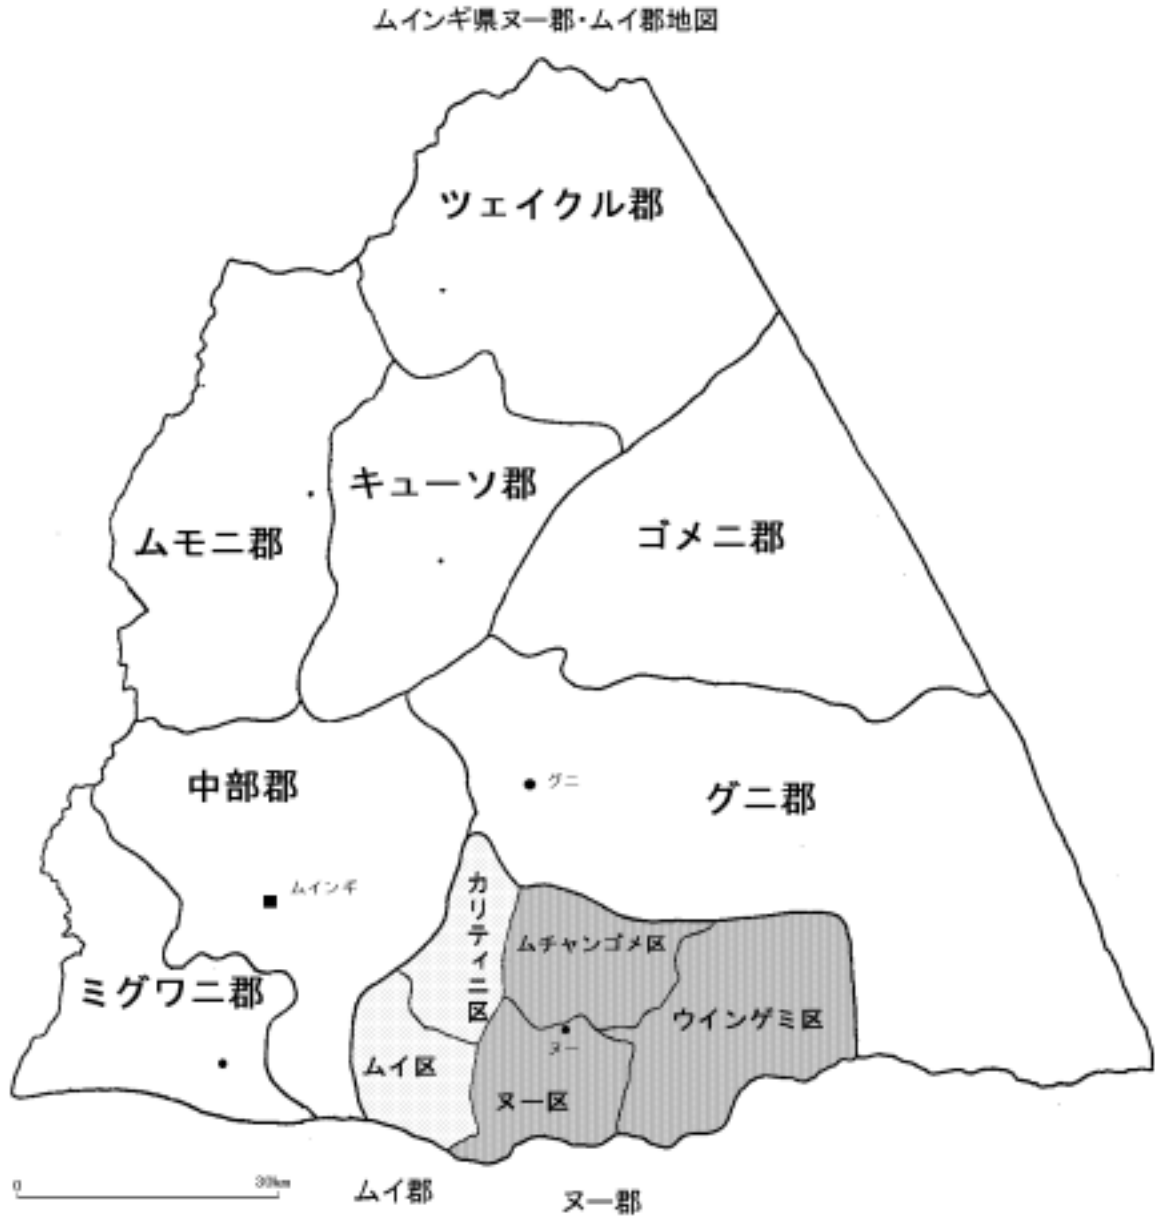 ムインギ県ヌー郡・ムイ郡地図
ツェイクル郡
キューソ郡
ムモニ郡
ゴメニ郡
中部郡
グニ
グニ郡
ムインギ
カリティニ区
ムチャンゴメ区
ミグワニ郡
ウインゲミ区
ヌー
ムイ区
ヌー区
0
30km
ムイ郡
ヌー郡